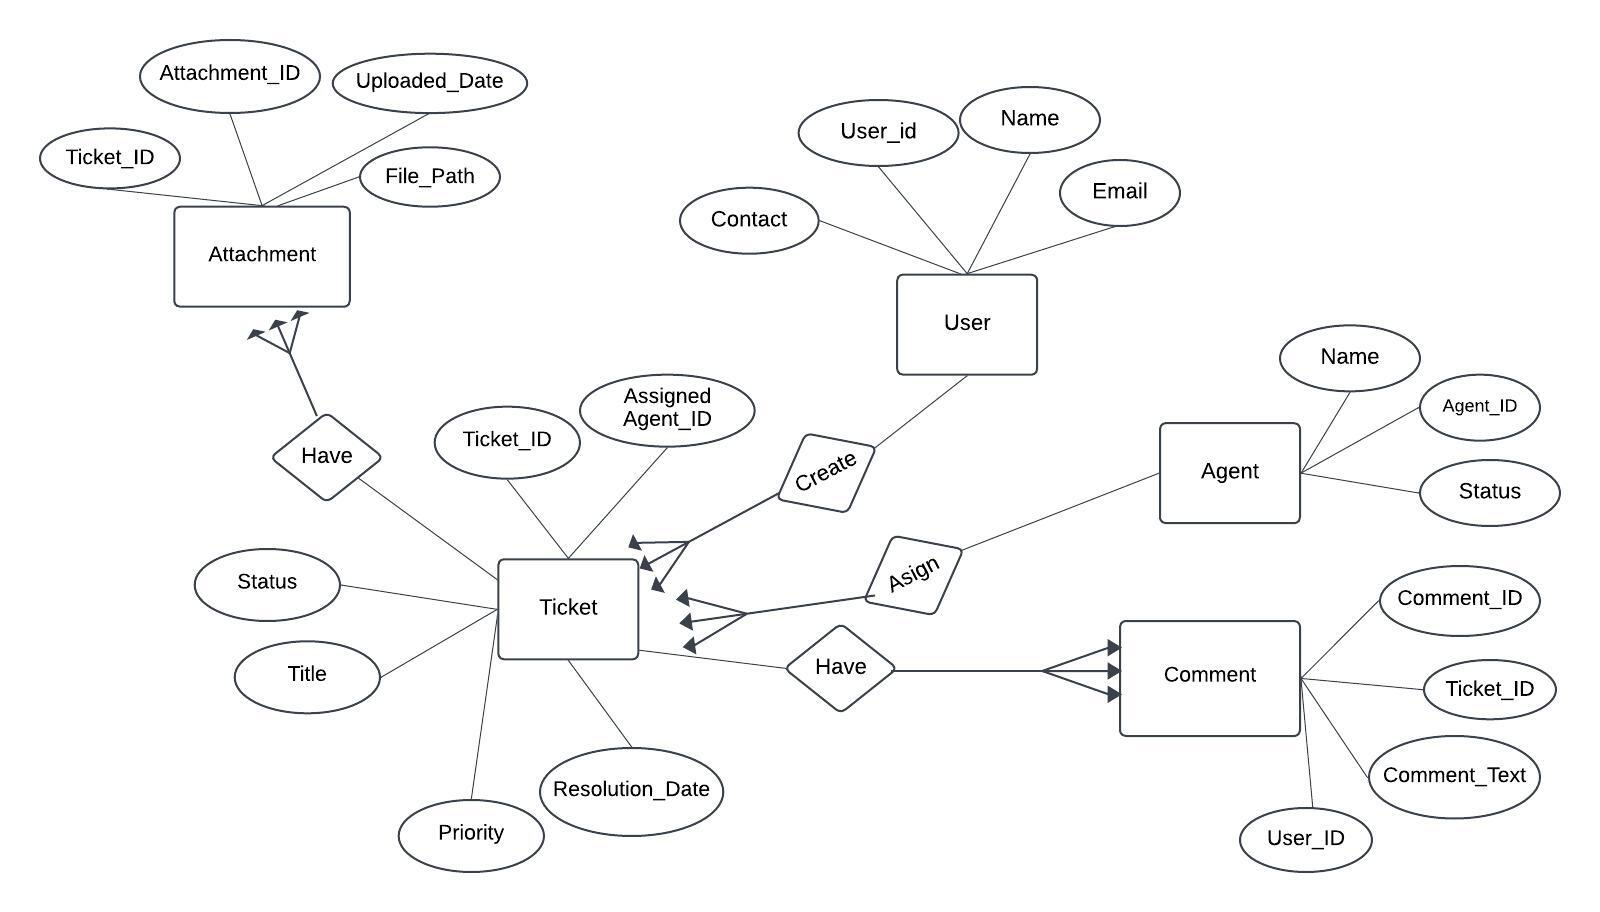 Attachment_ID
Uploaded_Date
Ticket_ID
File_Path
Attachment
User_id
Name
Email
Contact
User
Name
Agent_ID
Status
Agent
Have
Ticket_ID
Assigned
Agent_ID
Create
Asign
Status
Title
Ticket
Have
Comment
Comment_ID
Ticket_ID
Comment_Text
User_ID
Resolution_Date
Priority